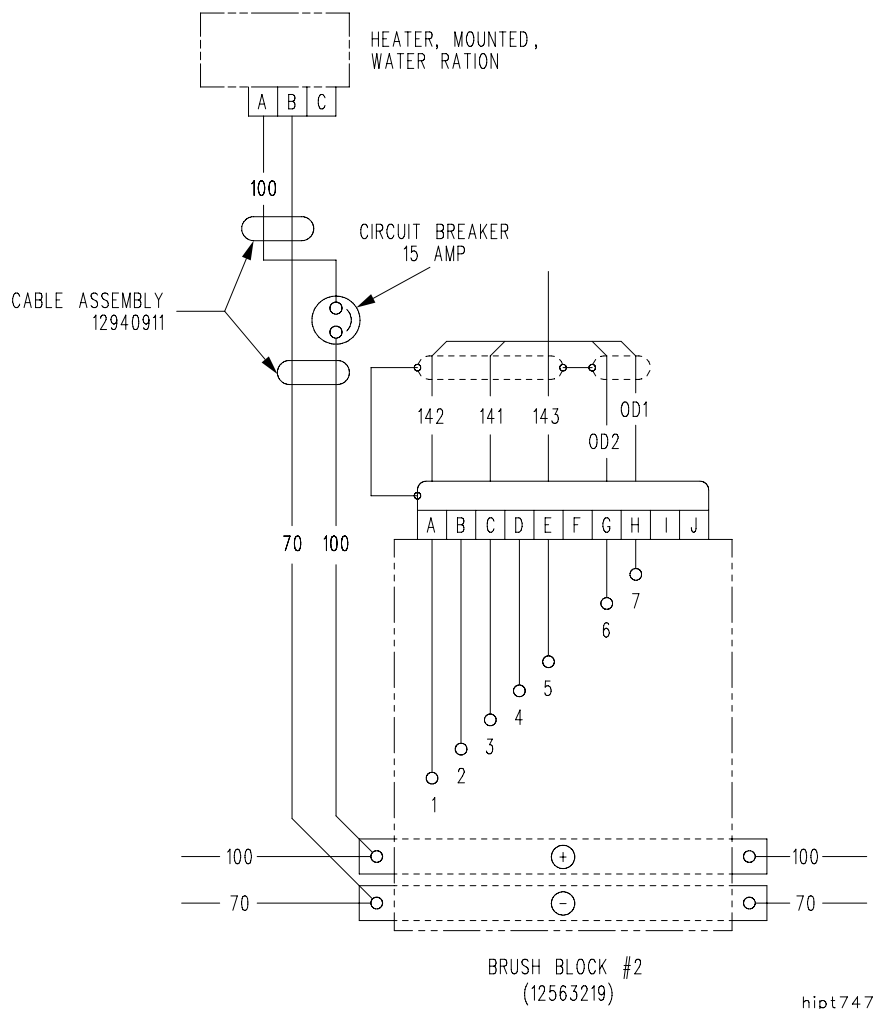 HEATER, MOUNTED,
WATER RATION
A B C
100
CIRCUIT BREAKER
15 AMP
CABLE ASSEMBLY
12940911
142 141 143 OD2 OD1
A B C D E F G H I J
70 100
7
6
5
4
3
2
1
100 + 100
70 - 70
BRUSH BLOCK #2
(12563219)
hipt747